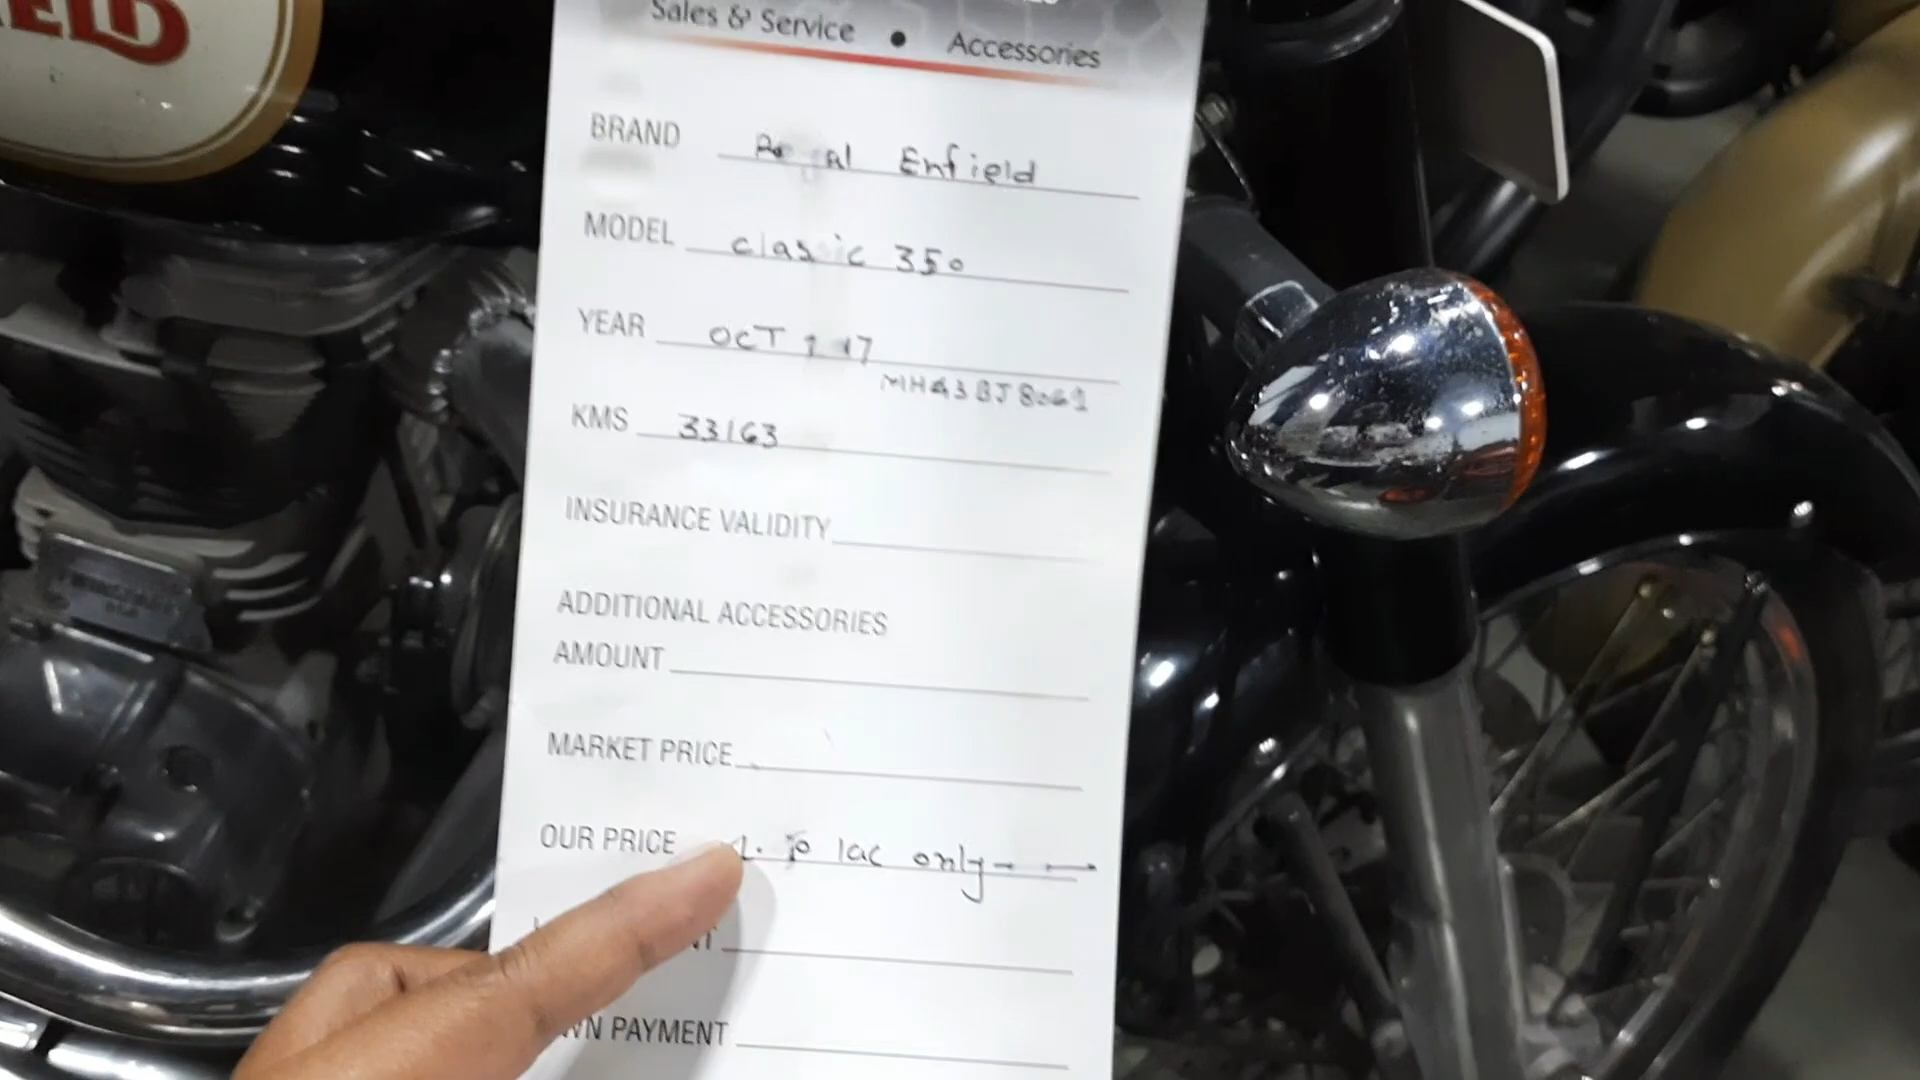 Sales & Service • Accessories
BRAND Enfield
MODEL classic 350
YEAR OCT
KMS 33163
INSURANCE VALIDITY
ADDITIONAL ACCESSORIES
AMOUNT
MARKET PRICE
OUR PRICE lac only
PAYMENT